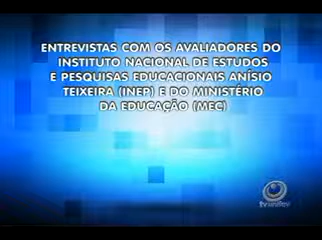 ENTREVISTAS COM OS AVALIADORES DO
INSTITUTO NACIONAL DE ESTUDOS
E PESQUISAS EDUCACIONAIS ANÍSIO
TEIXEIRA (INEP) E DO MINISTÉRIO
DA EDUCAÇÃO (MEC)